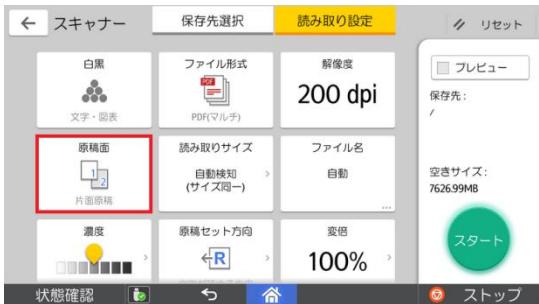 スキャナー
保存先選択
読み取り設定
リセット
白黒
文字・図表
ファイル形式
PDF
PDF(マルチ)
解像度
200 dpi
プレビュー
保存先:
/
原稿面
1
2
片面原稿
読み取りサイズ
自動検知
(サイズ同一)
ファイル名
自動
...
空きサイズ:
7626.99MB
濃度
原稿セット方向
R
変倍
100%
スタート
状態確認
ストップ